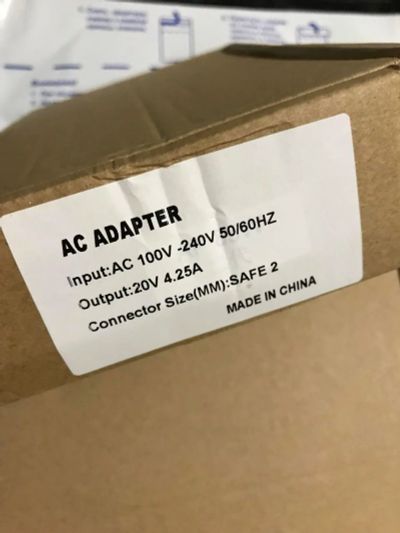 AC ADAPTER
Input:AC 100V -240V 50/60HZ
Output:20V 4.25A
Connector Size(MM):SAFE 2
MADE IN CHINA